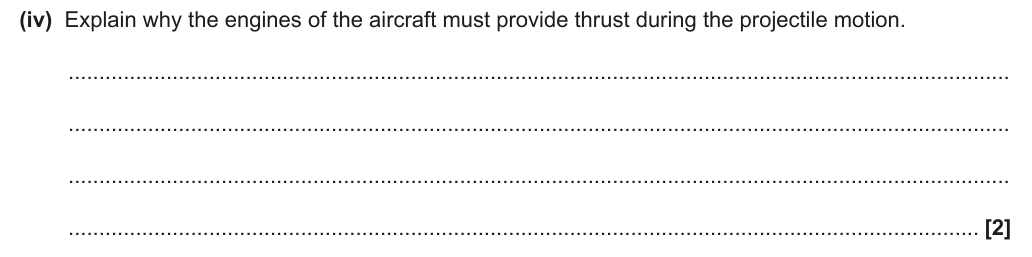 (iv) Explain why the engines of the aircraft must provide thrust during the projectile motion.
[2]